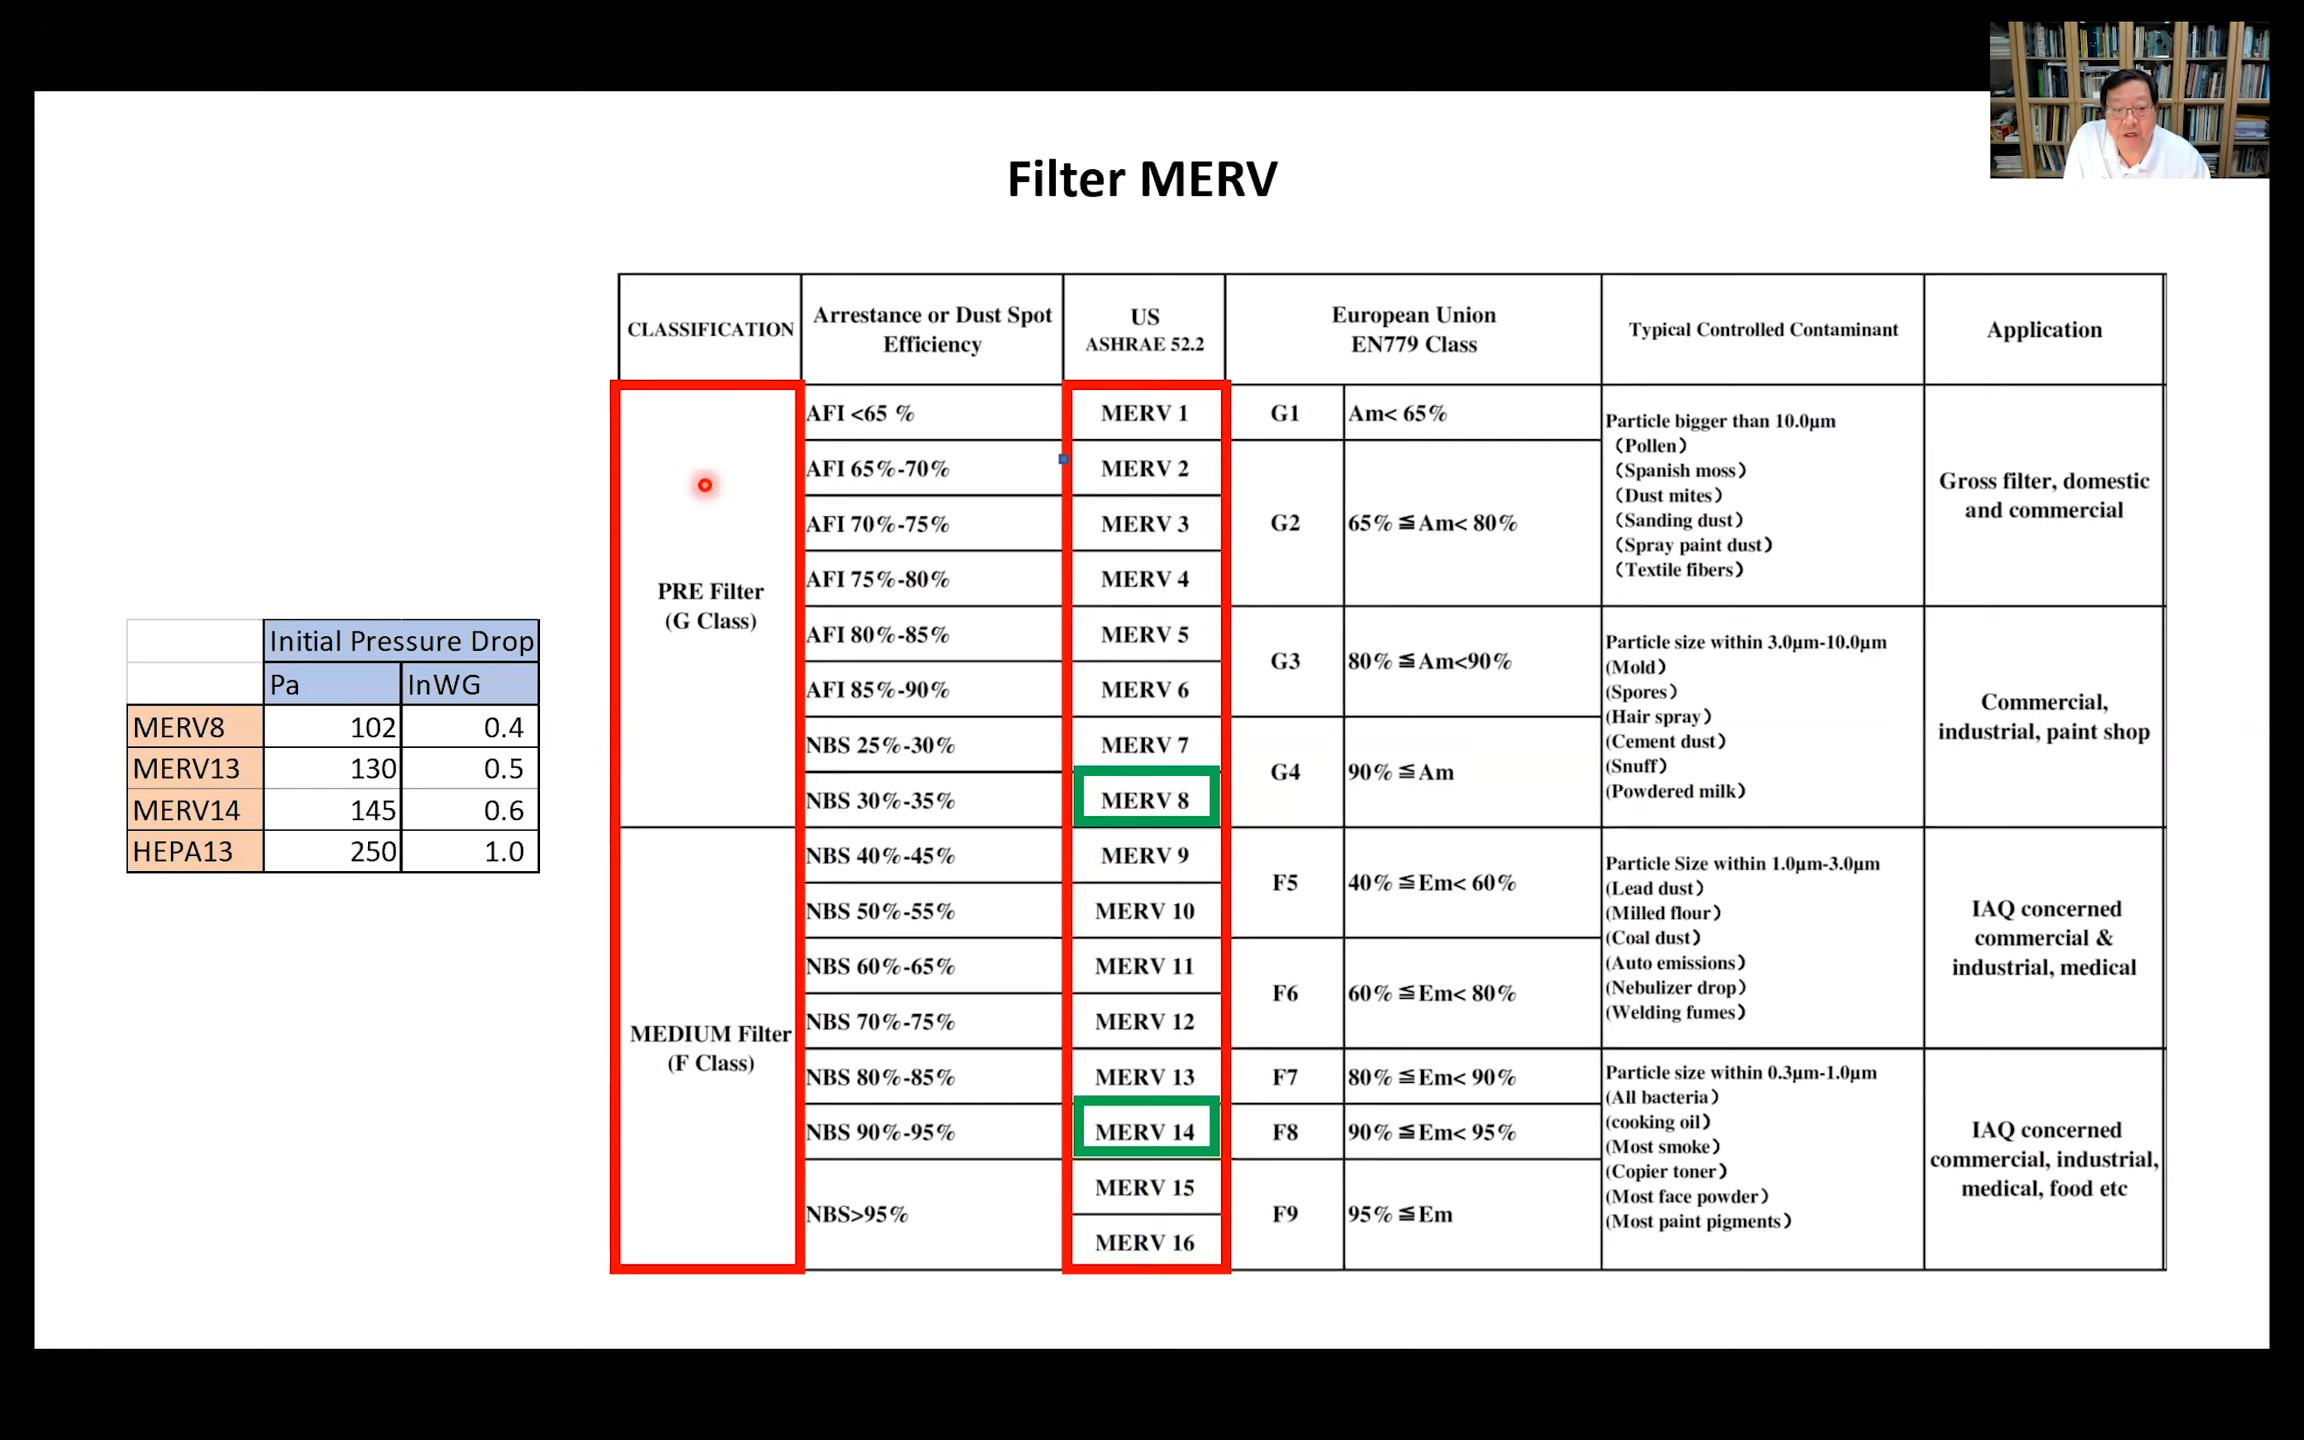 Filter MERV
Initial Pressure Drop
Pa InWG
MERV8 102 0.4
MERV13 130 0.5
MERV14 145 0.6
HEPA13 250 1.0
CLASSIFICATION
Arrestance or Dust Spot
Efficiency
US
ASHRAE 52.2
European Union
EN779 Class
Typical Controlled Contaminant
Application
PRE Filter
(G Class)
AFI <65 % MERV 1
AFI 65%-70% MERV 2
AFI 70%-75% MERV 3
AFI 75%-80% MERV 4
AFI 80%-85% MERV 5
AFI 85%-90% MERV 6
NBS 25%-30% MERV 7
NBS 30%-35% MERV 8
G1 Am< 65%
G2 65% ≦Am< 80%
G3 80% ≦Am<90%
G4 90% ≦Am
Particle bigger than 10.0μm
(Pollen)
(Spanish moss)
(Dust mites)
(Sanding dust)
(Spray paint dust)
(Textile fibers)
Gross filter, domestic
and commercial
Particle size within 3.0μm-10.0μm
(Mold)
(Spores)
(Hair spray)
(Cement dust)
(Snuff)
(Powdered milk)
Commercial,
industrial, paint shop
MEDIUM Filter
(F Class)
NBS 40%-45% MERV 9
NBS 50%-55% MERV 10
NBS 60%-65% MERV 11
NBS 70%-75% MERV 12
NBS 80%-85% MERV 13
NBS 90%-95% MERV 14
NBS>95% MERV 15
MERV 16
F5 40% ≦Em< 60%
F6 60% ≦Em< 80%
F7 80% ≦Em< 90%
F8 90% ≦Em< 95%
F9 95% ≦Em
Particle Size within 1.0μm-3.0μm
(Lead dust)
(Milled flour)
(Coal dust)
(Auto emissions)
(Nebulizer drop)
(Welding fumes)
IAQ concerned
commercial &
industrial, medical
Particle size within 0.3μm-1.0μm
(All bacteria)
(cooking oil)
(Most smoke)
(Copier toner)
(Most face powder)
(Most paint pigments)
IAQ concerned
commercial, industrial,
medical, food etc